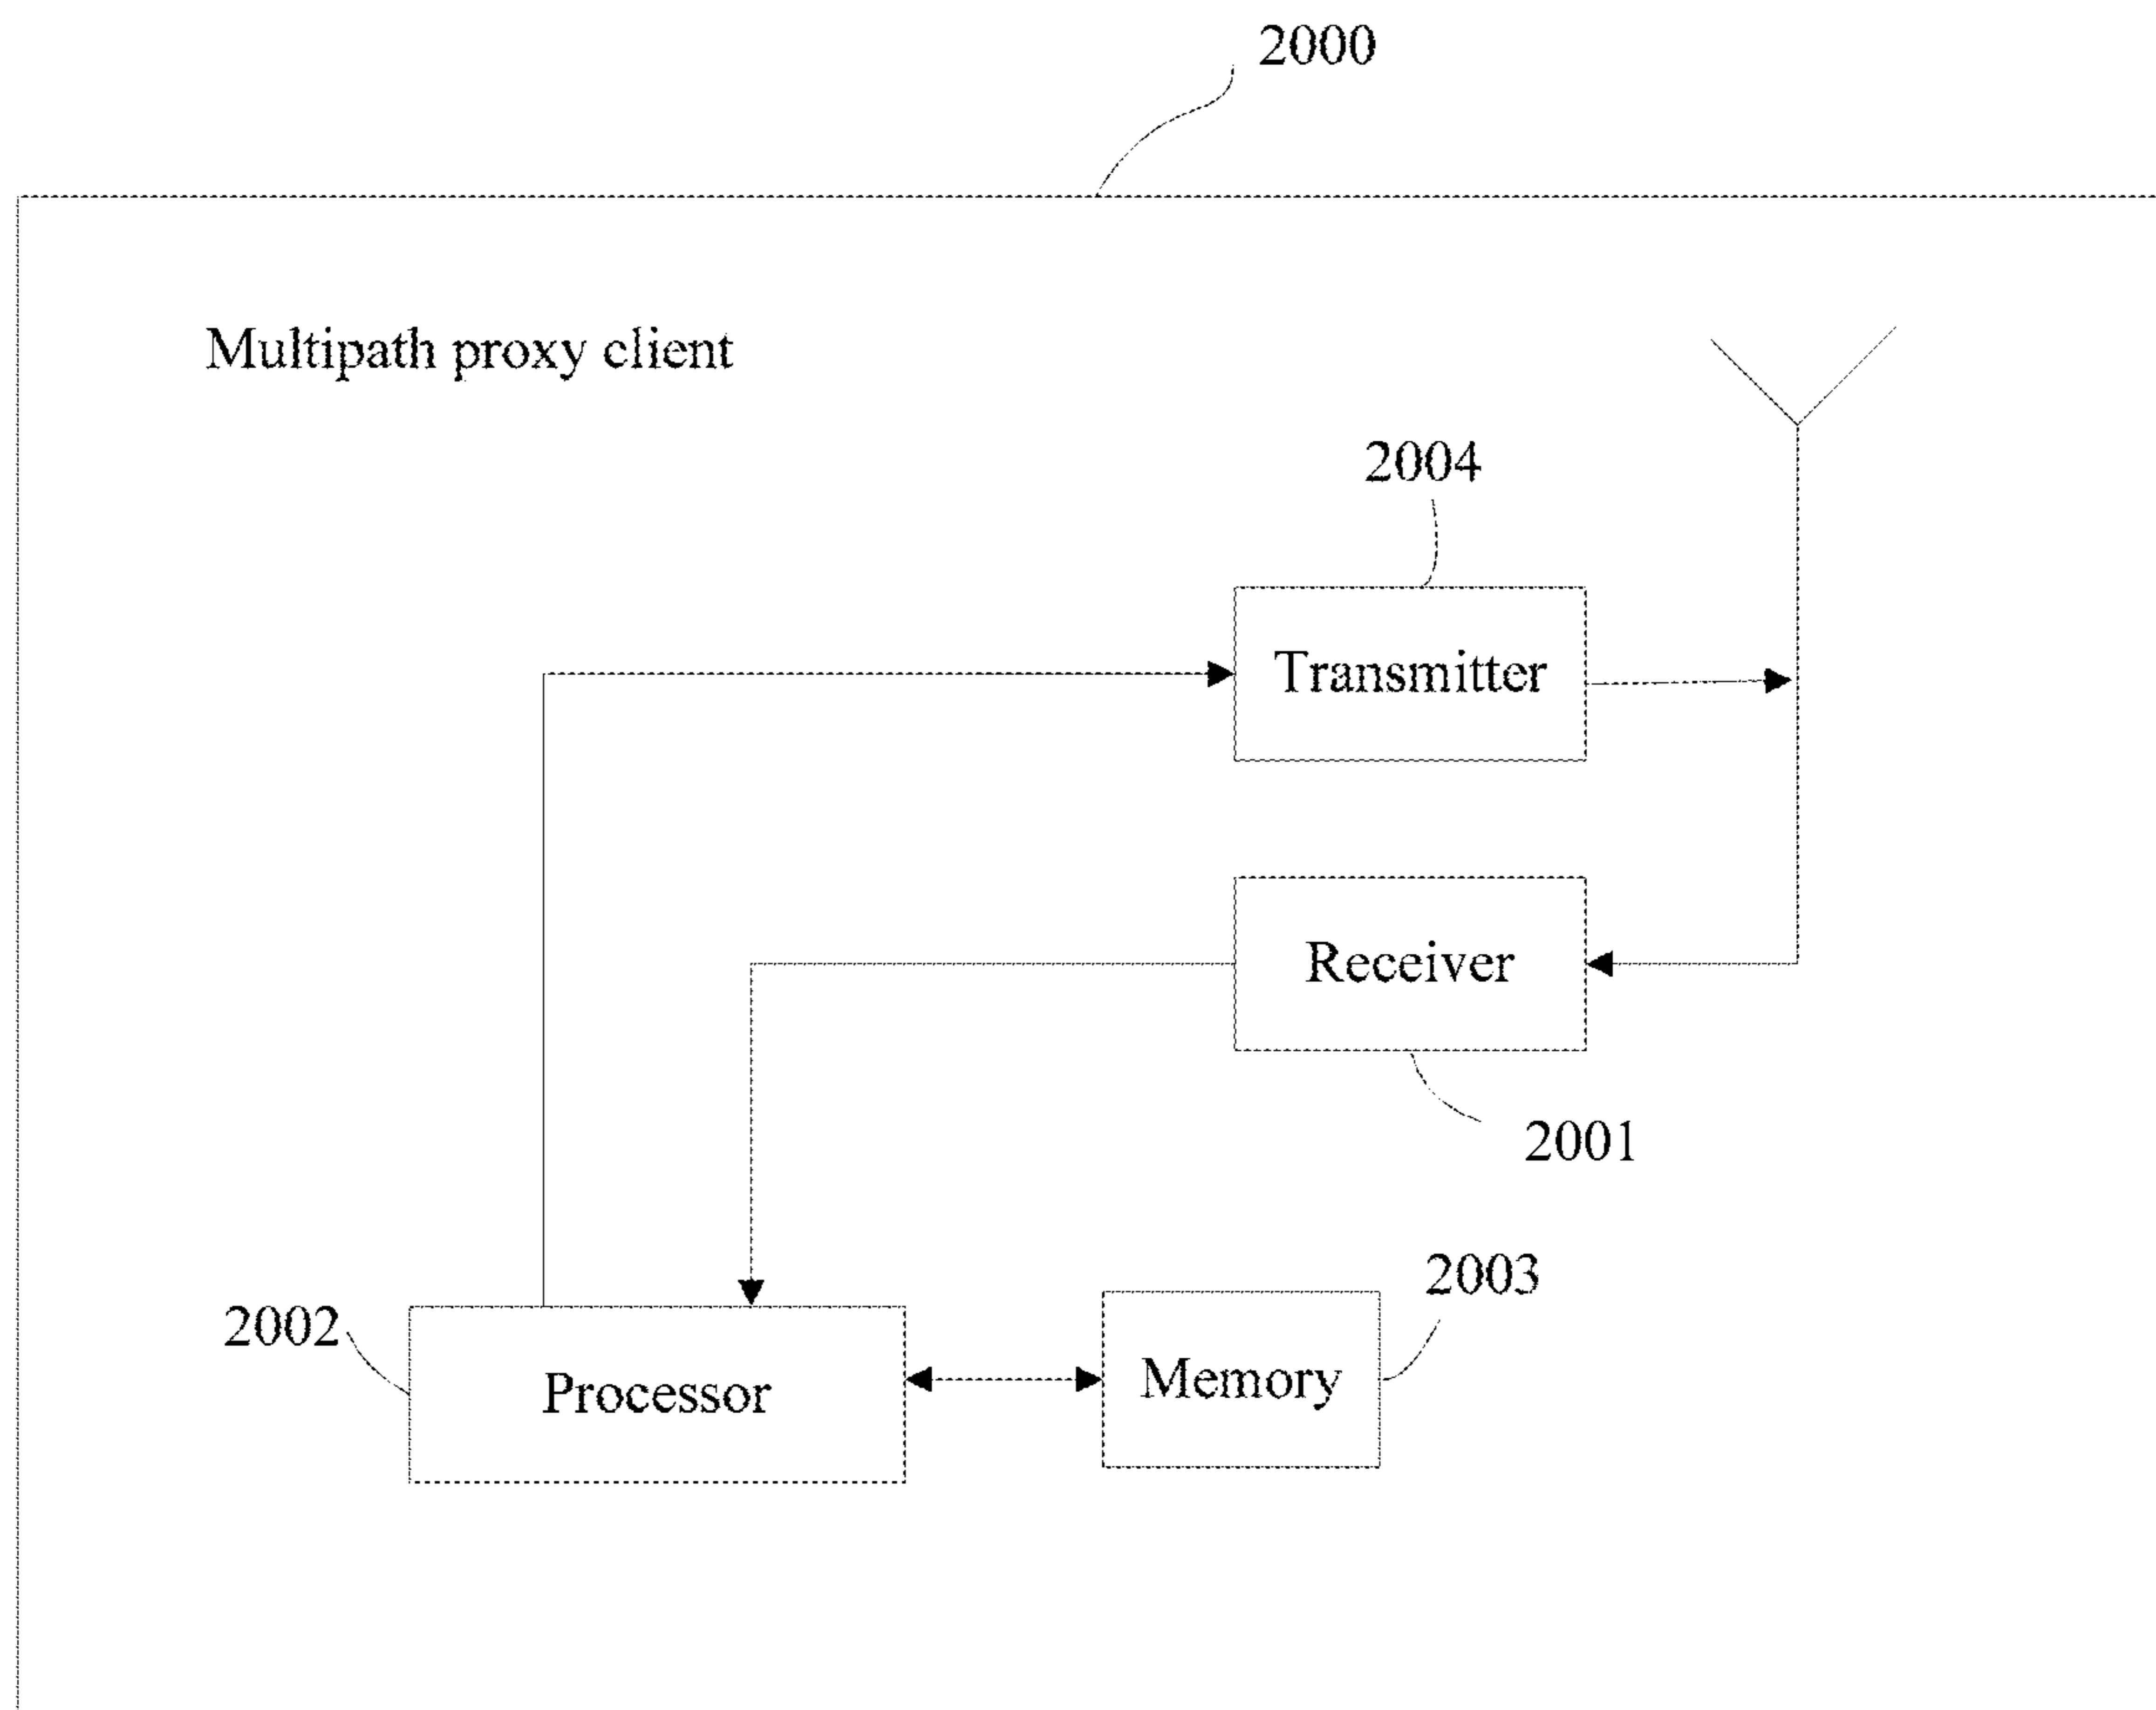 2000
Multipath proxy client
2004
Transmitter
Receiver
2001
2003
2002
Processor
Memory